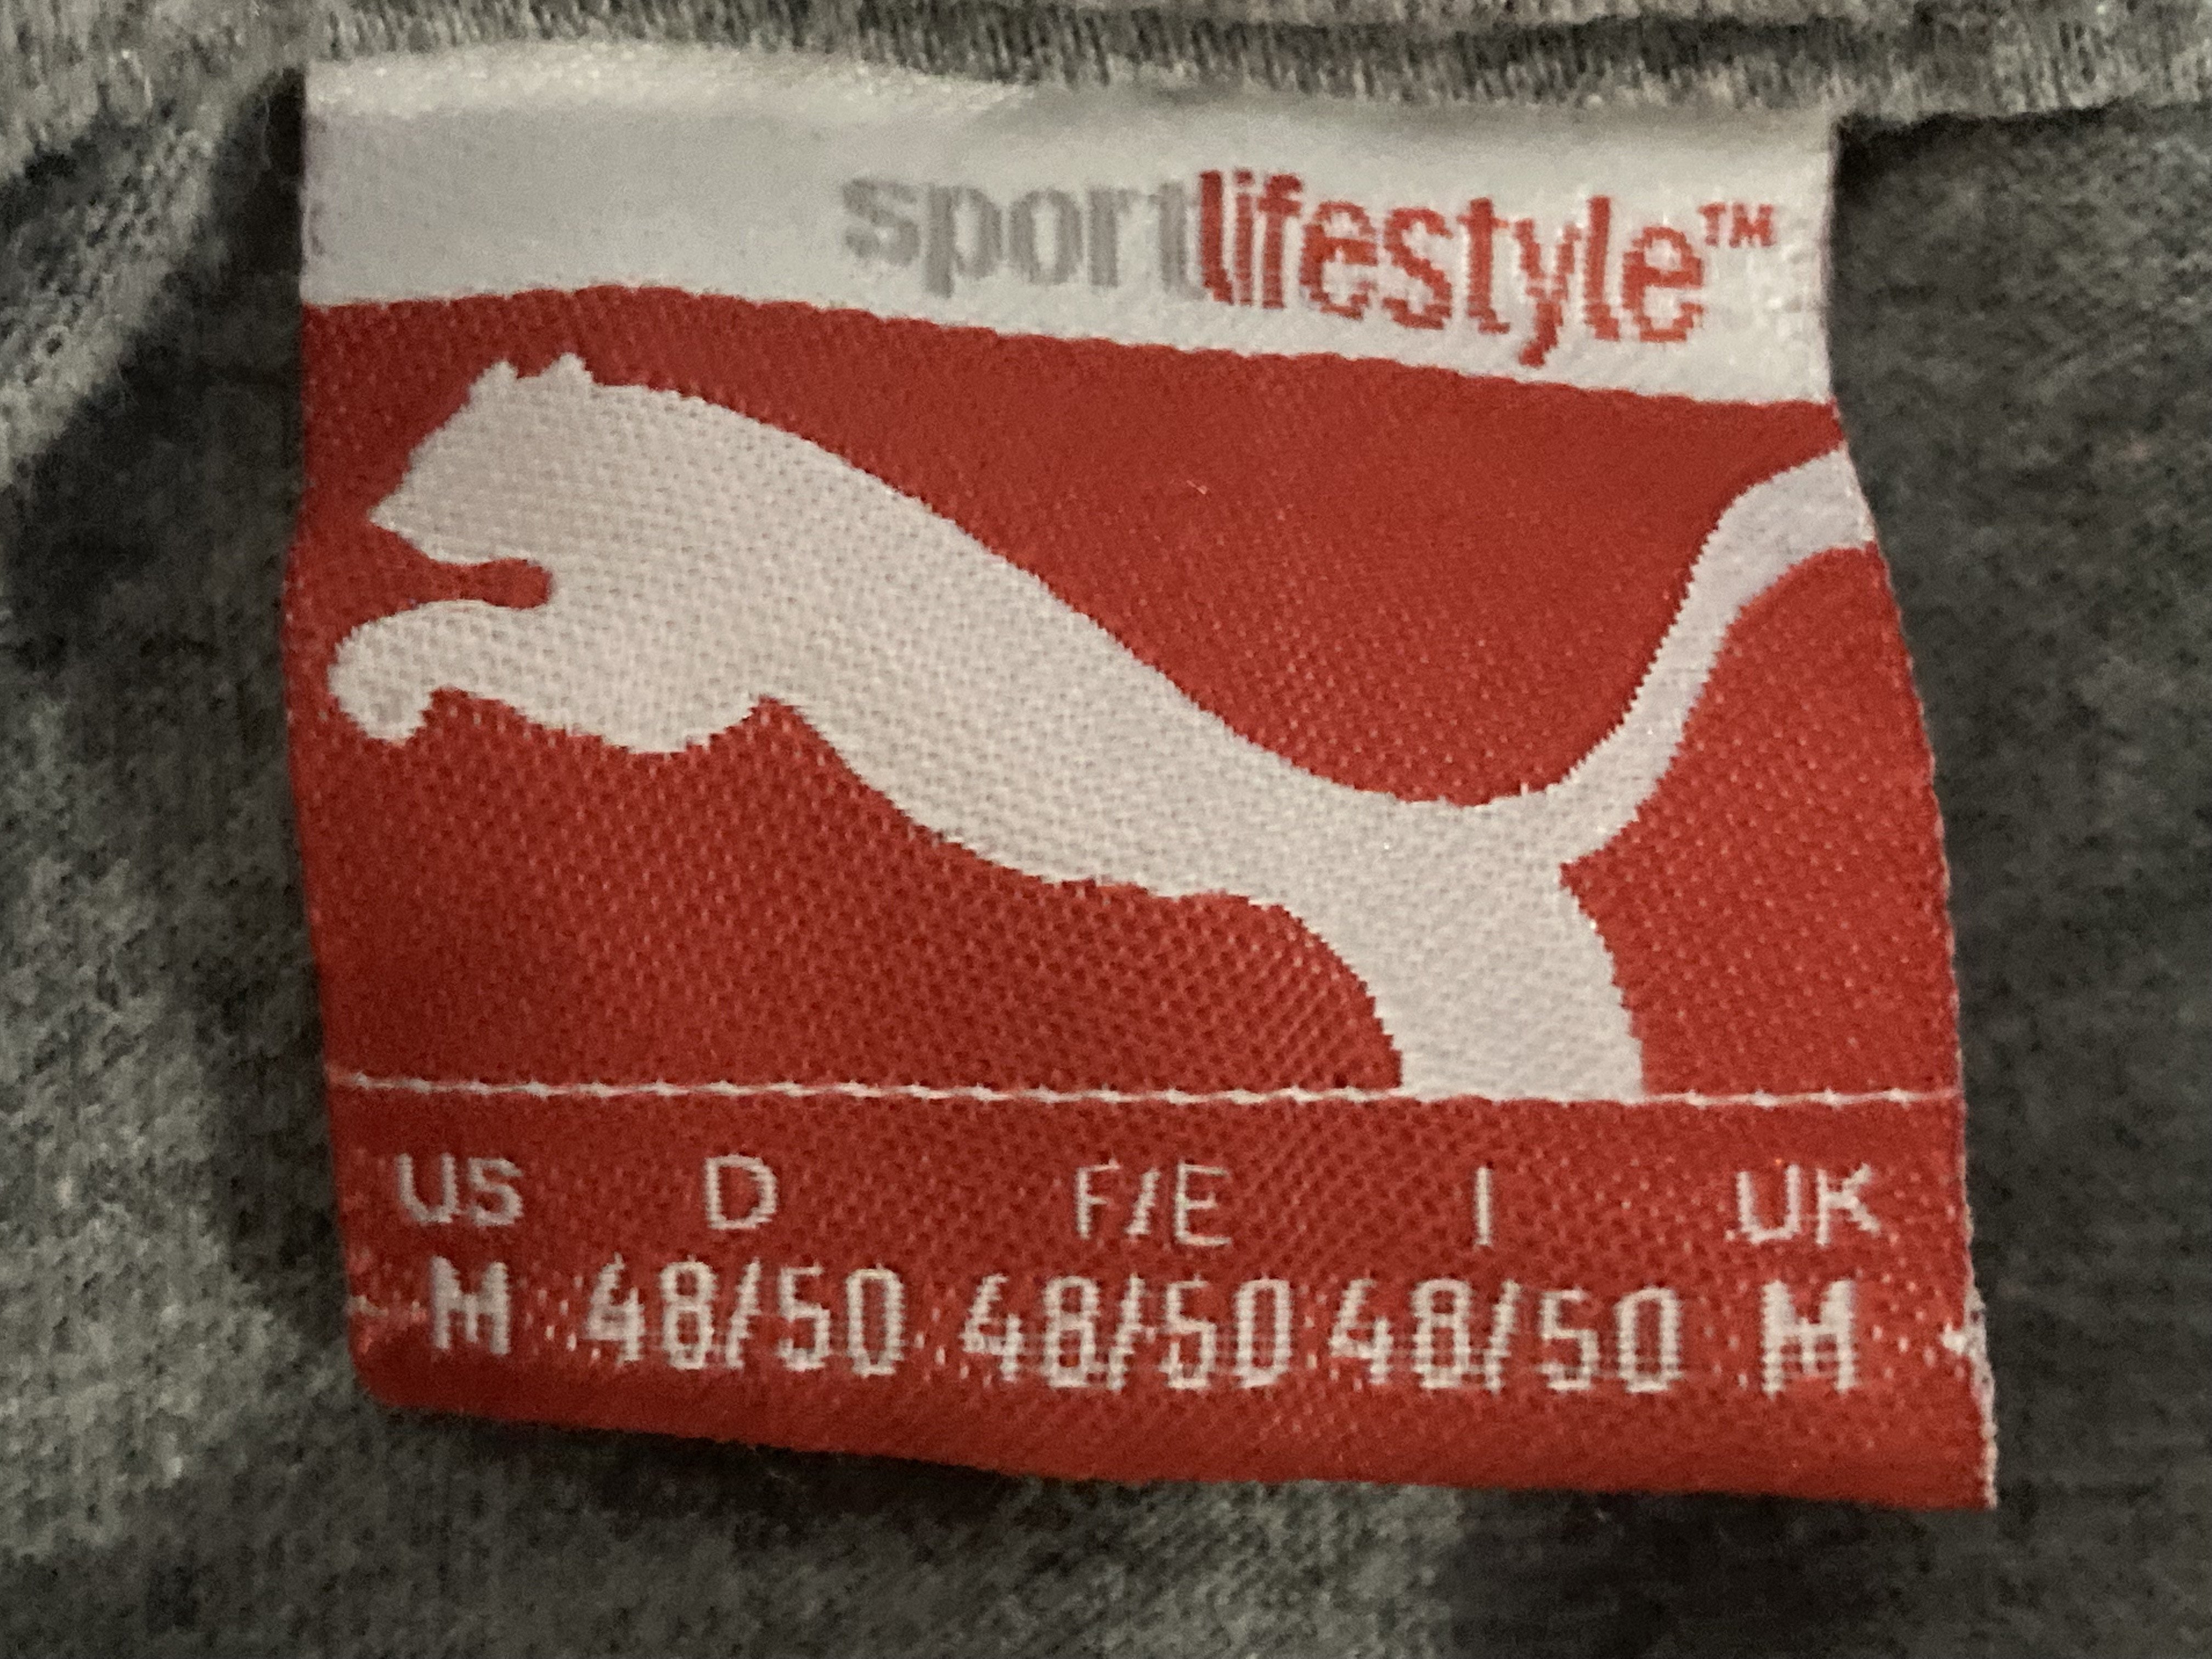 sportlifestyle™
US D F/E I UK
M 48/50 48/50 48/50 M